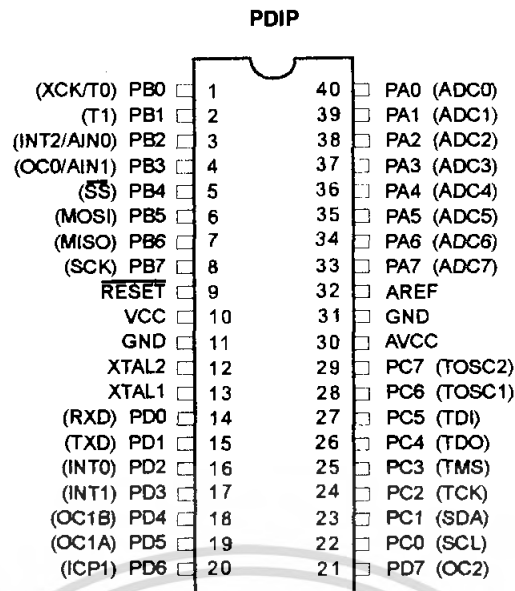 PDIP
(XCK/T0) PB0 1 40 PA0 (ADC0)
(T1) PB1 2 39 PA1 (ADC1)
(INT2/AIN0) PB2 3 38 PA2 (ADC2)
(OC0/AIN1) PB3 4 37 PA3 (ADC3)
(SS) PB4 5 36 PA4 (ADC4)
(MOSI) PB5 6 35 PA5 (ADC5)
(MISO) PB6 7 34 PA6 (ADC6)
(SCK) PB7 8 33 PA7 (ADC7)
RESET 9 32 AREF
VCC 10 31 GND
GND 11 30 AVCC
XTAL2 12 29 PC7 (TOSC2)
XTAL1 13 28 PC6 (TOSC1)
(RXD) PD0 14 27 PC5 (TDI)
(TXD) PD1 15 26 PC4 (TDO)
(INT0) PD2 16 25 PC3 (TMS)
(INT1) PD3 17 24 PC2 (TCK)
(OC1B) PD4 18 23 PC1 (SDA)
(OC1A) PD5 19 22 PC0 (SCL)
(ICP1) PD6 20 21 PD7 (OC2)